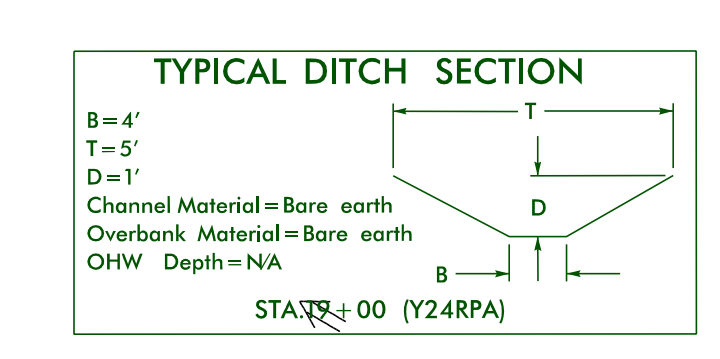 TYPICAL DITCH SECTION
B=4'
T=5'
D=1'
Channel Material=Bare earth
Overbank Material=Bare earth
OHW Depth=N/A
T
D
B
STA.19+00 (Y24RPA)